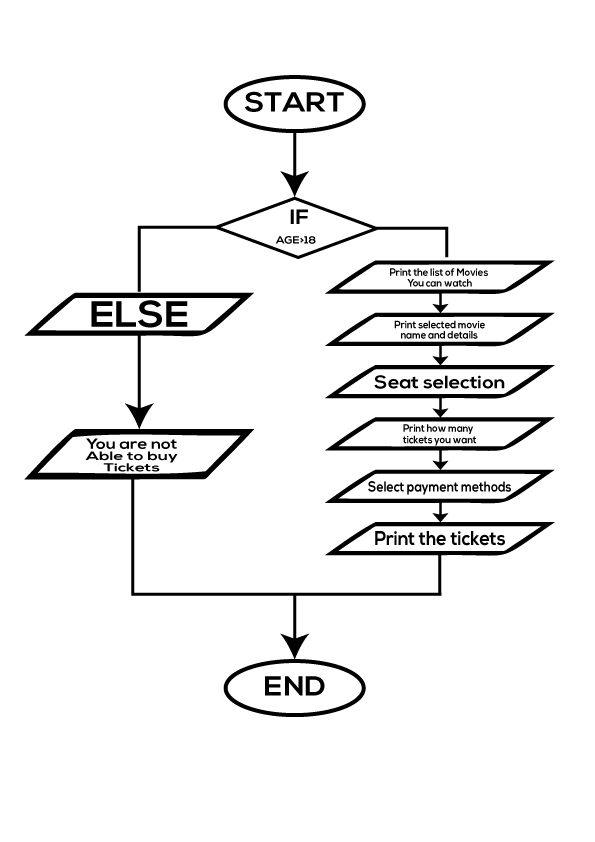 START
IF
AGE>18
ELSE
You are not
Able to buy
Tickets
Print the list of Movies
You can watch
Print selected movie
name and details
Seat selection
Print how many
tickets you want
Select payment methods
Print the tickets
END